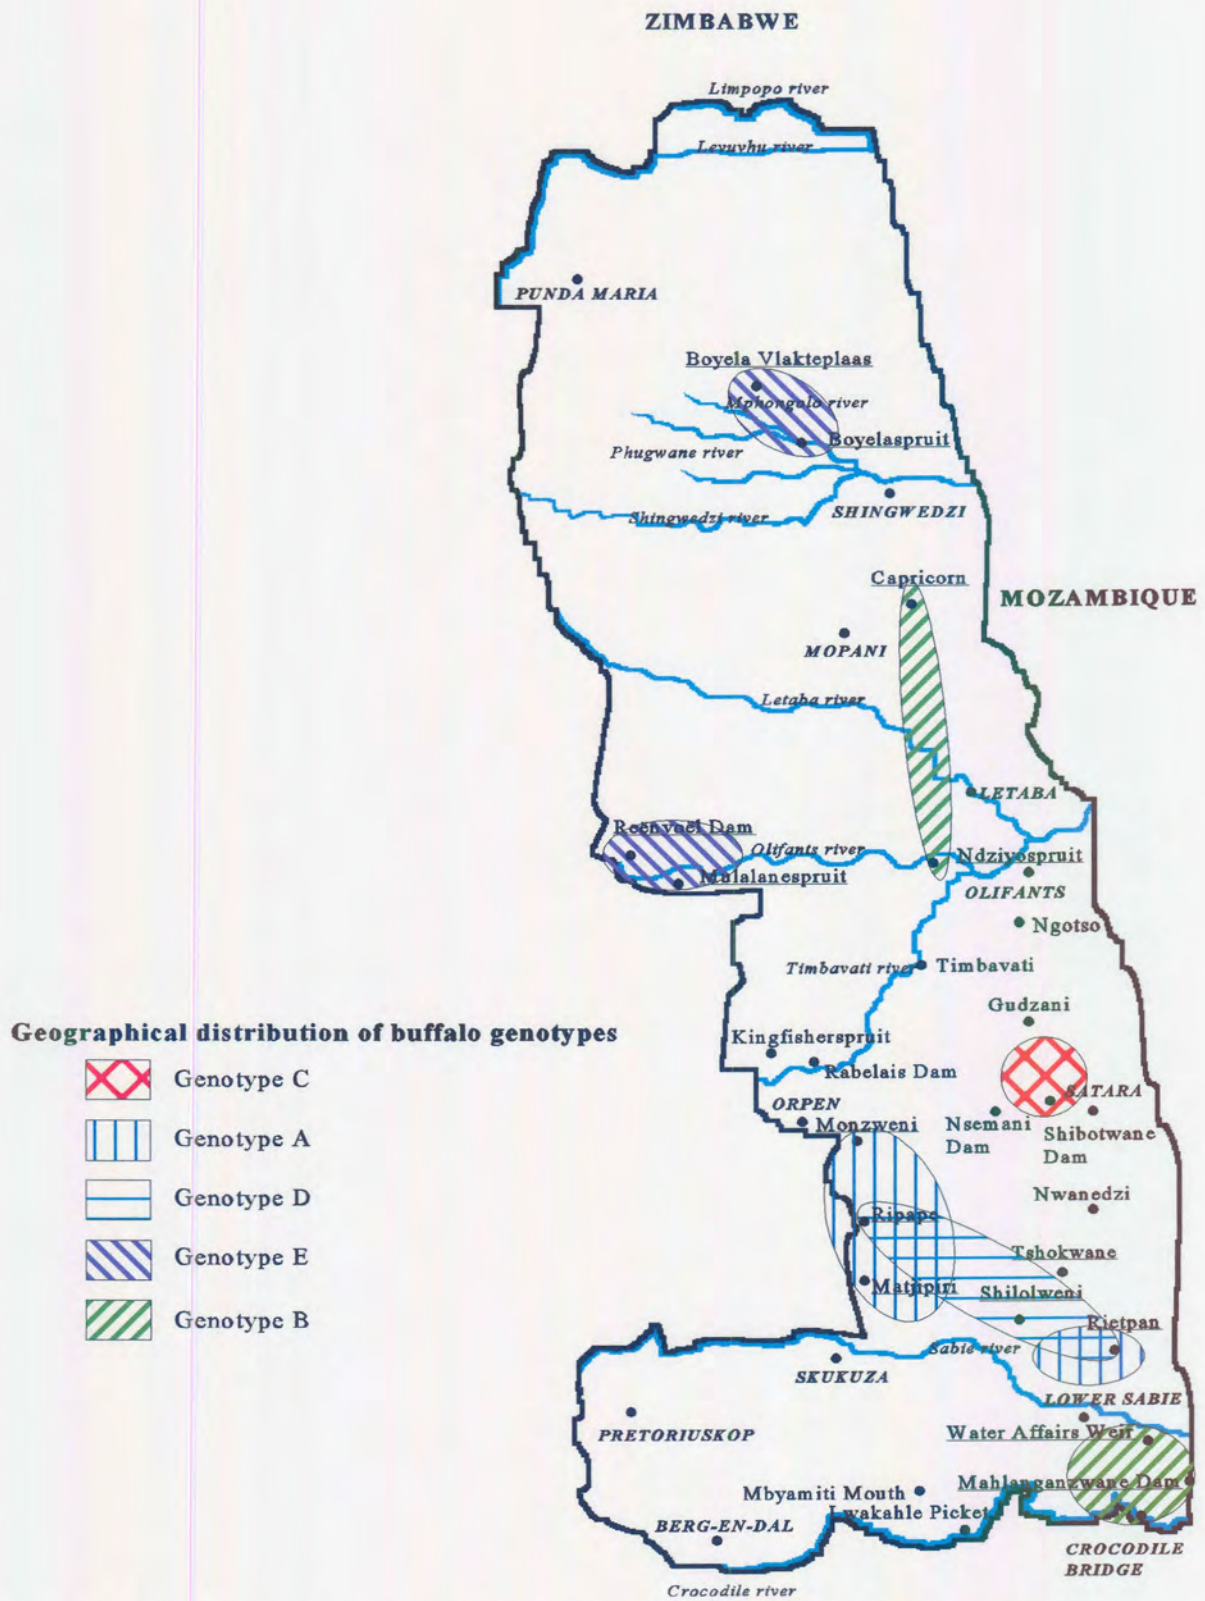 ZIMBABWE
Limpopo river
Levuvhu river
PUNDA MARIA
Boyela Vlakteplaas
Mphongolo river
Boyelaspruit
Phugwane river
SHINGWEDZI
Shingwedzi river
Capricorn
MOZAMBIQUE
MOPANI
Letaba river
LETABA
Reenvoel Dam
Olifants river
Ndziyospruit
Malalanespruit
OLIFANTS
Ngotso
Timbavati river
Timbavati
Gudzani
Geographical distribution of buffalo genotypes
Kingfisherspruit
Rabelais Dam
Genotype C
SATARA
ORPEN
Monzweni
Nsemani
Dam
Shibotwane
Dam
Genotype A
Nwanedzi
Genotype D
Ripape
Tshokwane
Genotype E
Matjipiri
Shilolweni
Genotype B
Rietpan
Sabie river
SKUKUZA
LOWER SABIE
PRETORIUSKOP
Water Affairs Weir
Mahlanganzwane Dam
Mbyamiti Mouth
Lwakahle Picket
BERG-EN-DAL
CROCODILE
BRIDGE
Crocodile river